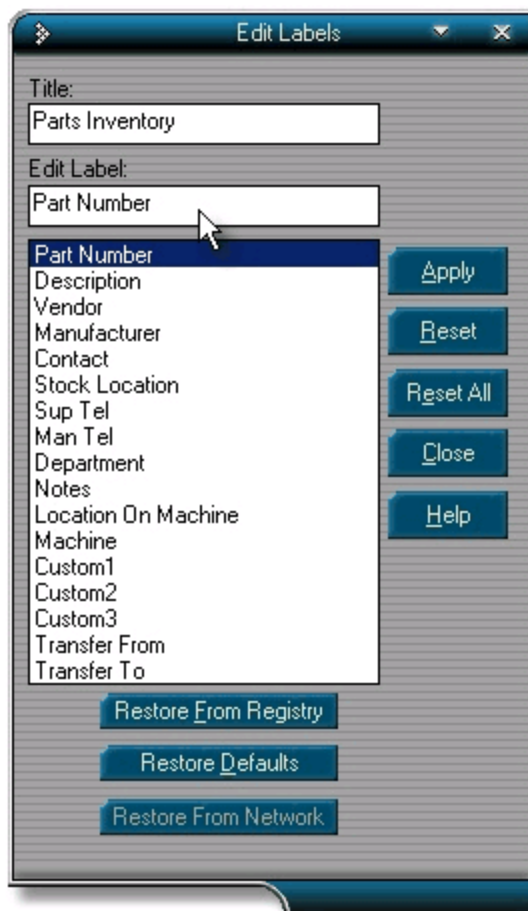 Edit Labels
Title:
Parts Inventory
Edit Label:
Part Number
Part Number
Description
Vendor
Manufacturer
Contact
Stock Location
Sup Tel
Man Tel
Department
Notes
Location On Machine
Machine
Custom1
Custom2
Custom3
Transfer From
Transfer To
Apply
Reset
Reset All
Close
Help
Restore From Registry
Restore Defaults
Restore From Network